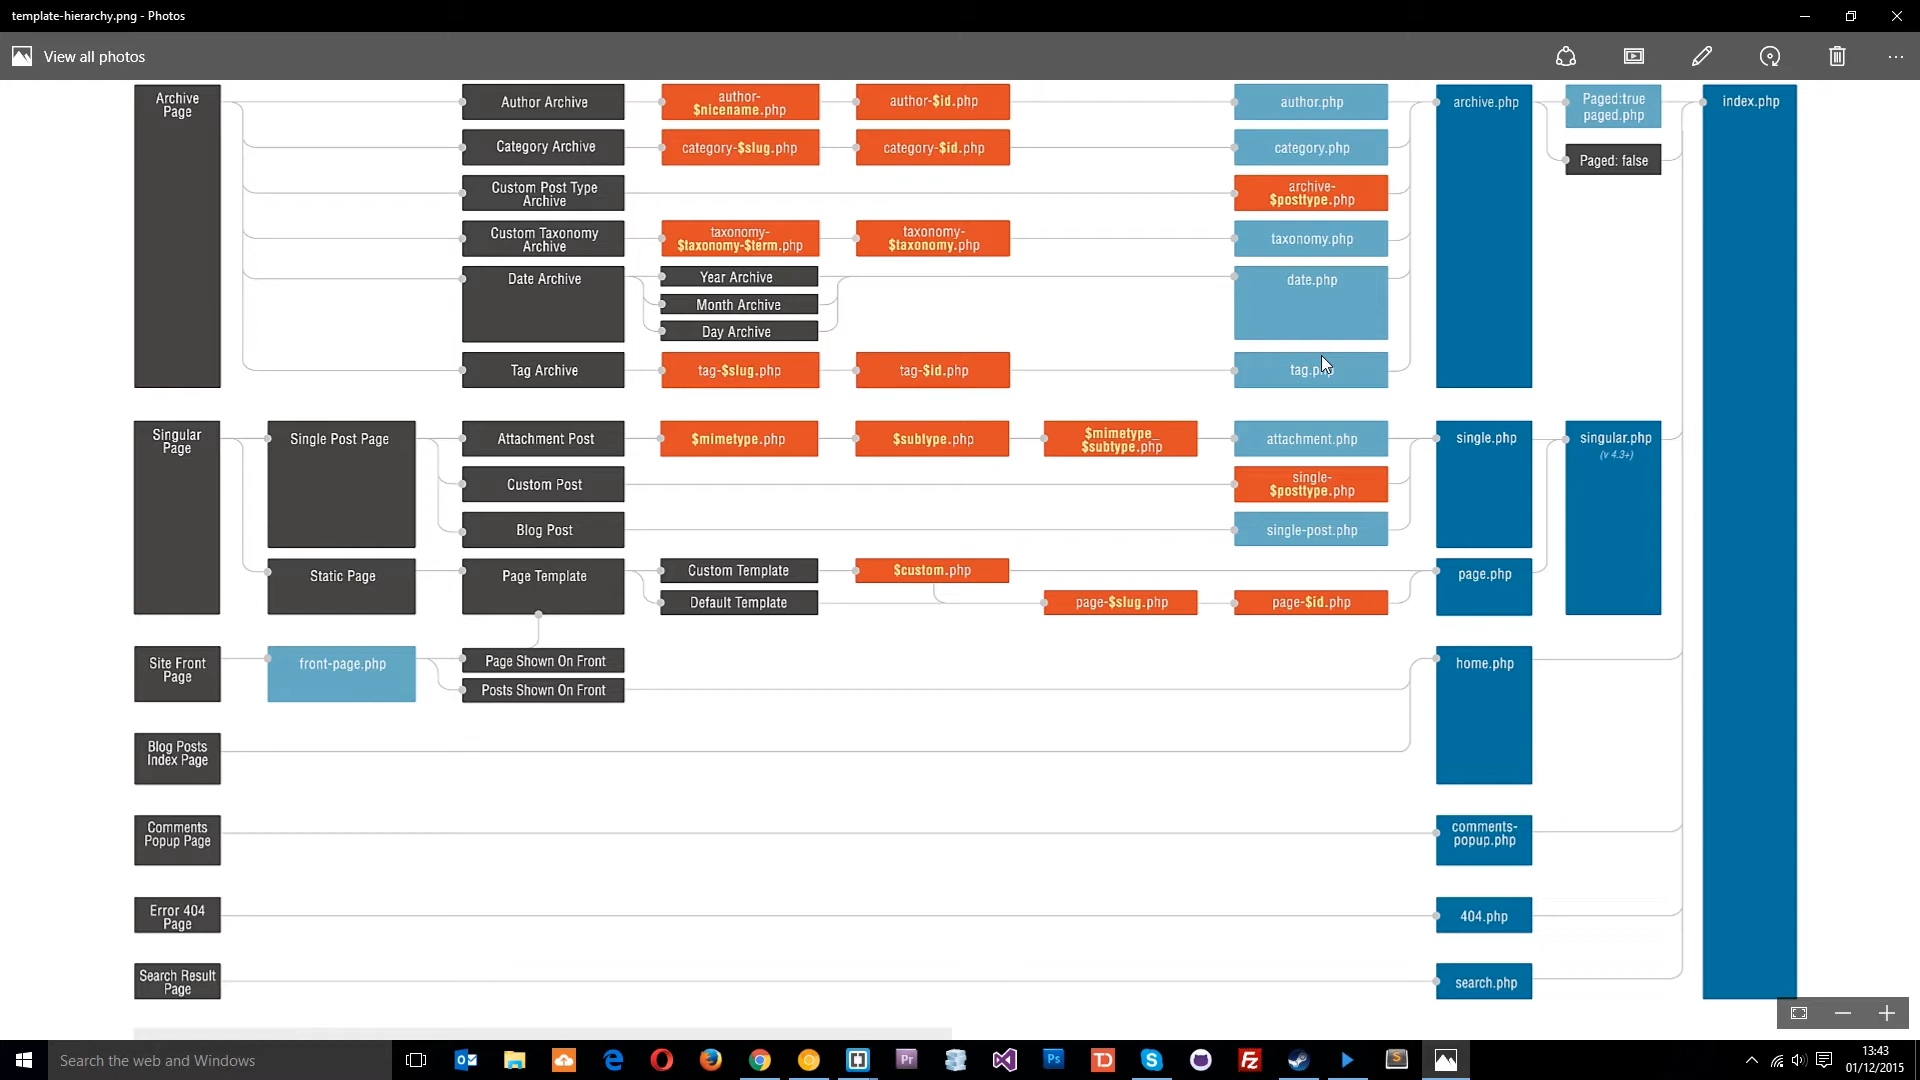 template-hierarchy.png - Photos
View all photos
Archive
Page
Author Archive
author-
$nicename.php
author-$id.php
author.php
archive.php
Paged:true
paged.php
index.php
Category Archive
category-$slug.php
category-$id.php
category.php
Paged: false
Custom Post Type
Archive
archive-
$posttype.php
Custom Taxonomy
Archive
taxonomy-
$taxonomy-$term.php
taxonomy-
$taxonomy.php
taxonomy.php
Date Archive
Year Archive
date.php
Month Archive
Day Archive
Tag Archive
tag-$slug.php
tag-$id.php
tag.php
Singular
Page
Single Post Page
Attachment Post
$mimetype.php
$subtype.php
$mimetype_
$subtype.php
attachment.php
single.php
singular.php
(v 4.3+)
Custom Post
single-
$posttype.php
Blog Post
single-post.php
Static Page
Page Template
Custom Template
$custom.php
page.php
Default Template
page-$slug.php
page-$id.php
Site Front
Page
front-page.php
Page Shown On Front
home.php
Posts Shown On Front
Blog Posts
Index Page
Comments
Popup Page
comments-
popup.php
Error 404
Page
404.php
Search Result
Page
search.php
Search the web and Windows
Pr
Ps
TD
Fz
S
13:43
01/12/2015